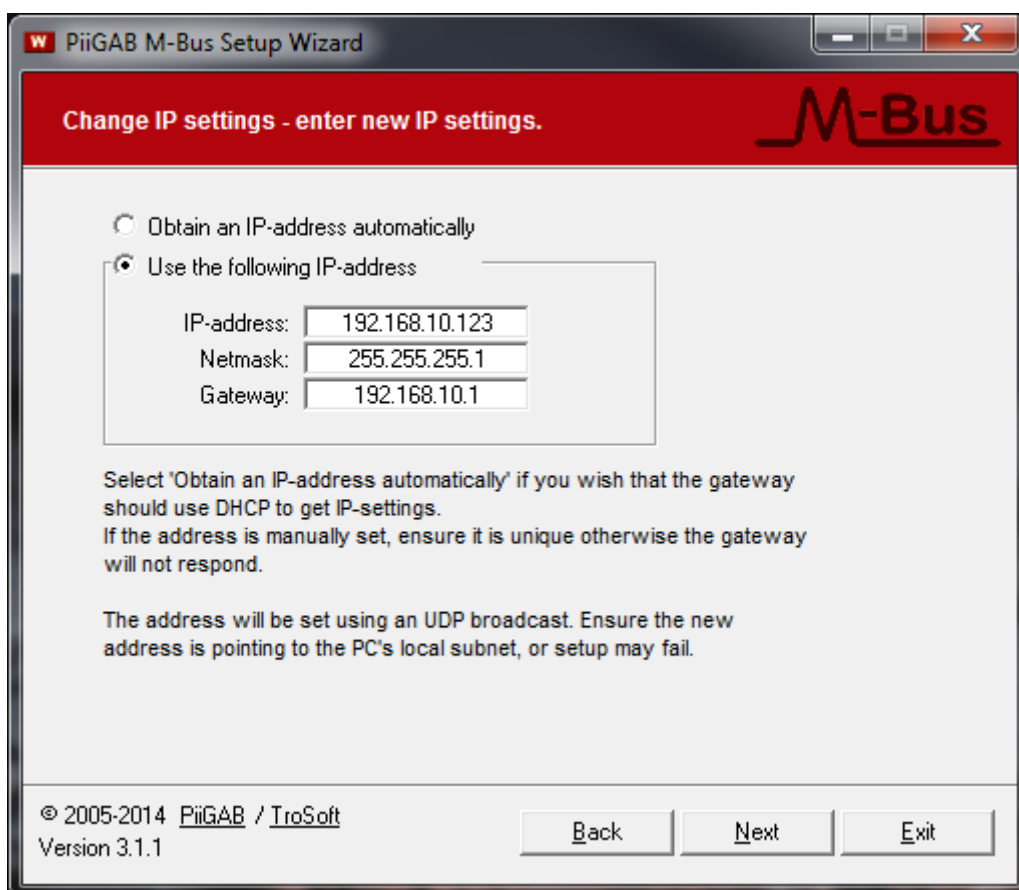 PiiGAB M-Bus Setup Wizard
Change IP settings - enter new IP settings.
M-Bus
Obtain an IP-address automatically
Use the following IP-address
IP-address: 192.168.10.123
Netmask: 255.255.255.1
Gateway: 192.168.10.1
Select 'Obtain an IP-address automatically' if you wish that the gateway
should use DHCP to get IP-settings.
If the address is manually set, ensure it is unique otherwise the gateway
will not respond.
The address will be set using an UDP broadcast. Ensure the new
address is pointing to the PC's local subnet, or setup may fail.
© 2005-2014 PiiGAB / TroSoft
Version 3.1.1
Back Next Exit